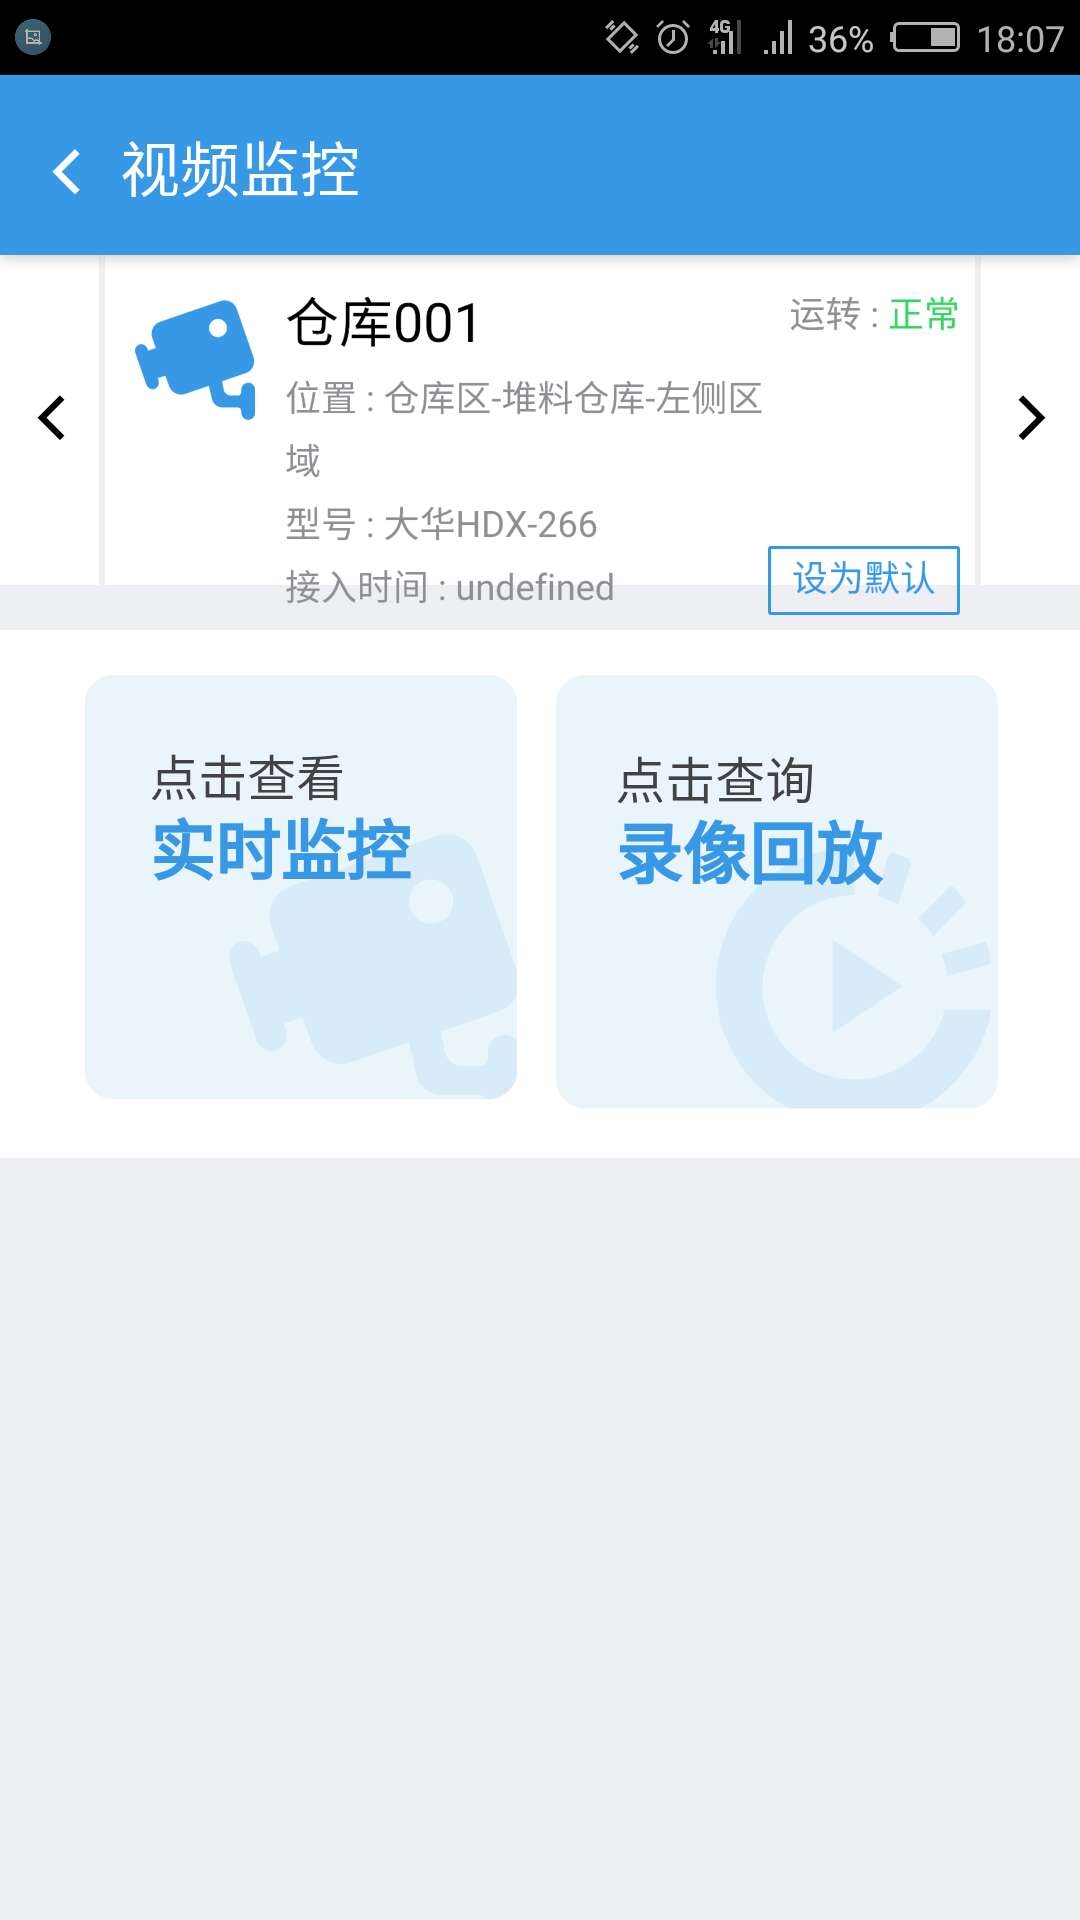 4G 36% 18:07
视频监控
仓库001
运转 : 正常
位置 : 仓库区-堆料仓库-左侧区
域
型号 : 大华HDX-266
接入时间 : undefined
设为默认
点击查看
实时监控
点击查询
录像回放